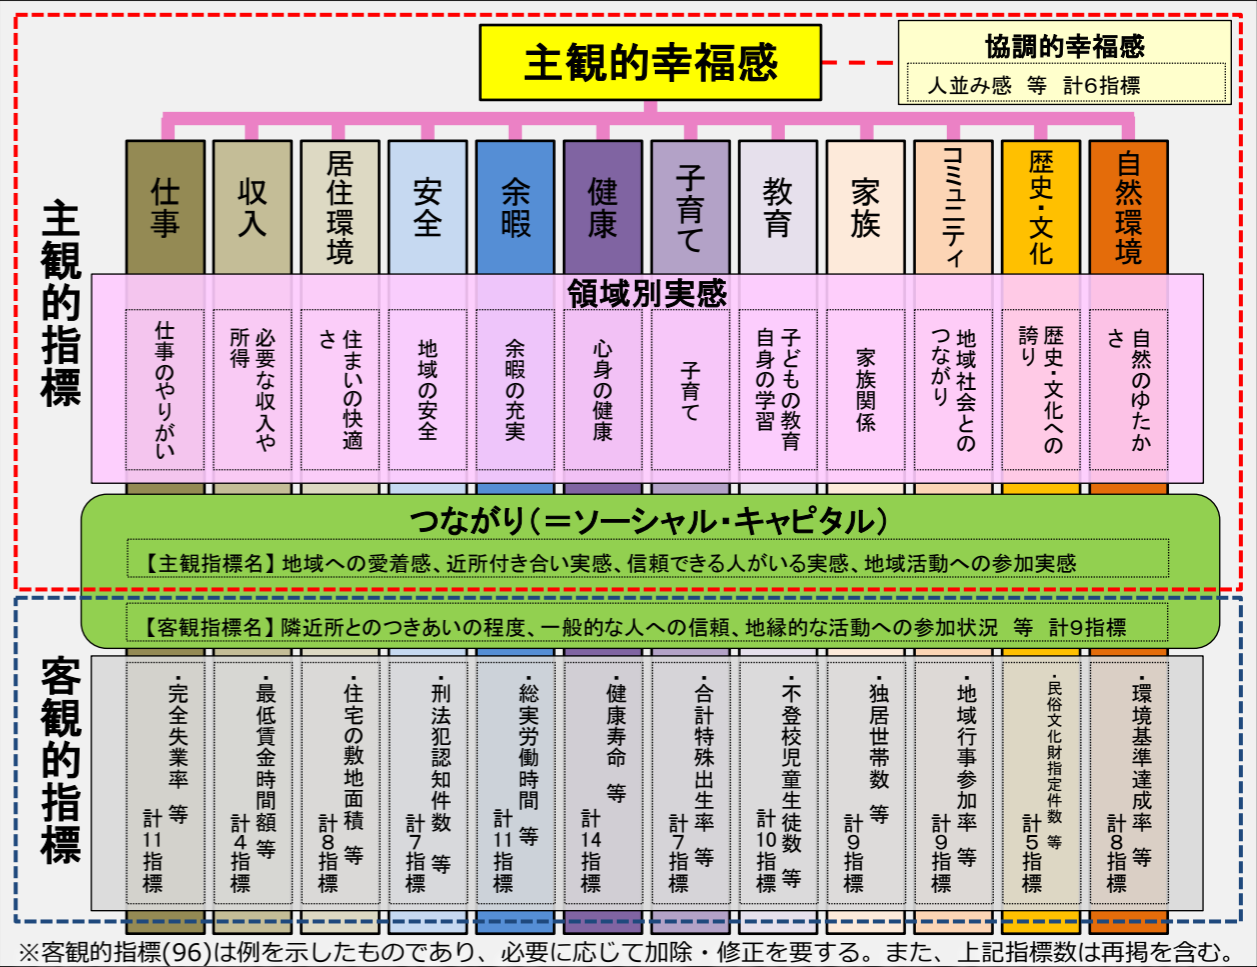 主観的幸福感
協調的幸福感
人並み感 等 計6指標
主観的指標
仕事
収入
居住環境
安全
余暇
健康
子育て
教育
家族
コミュニティ
歴史・文化
自然環境
領域別実感
仕事のやりがい
必要な収入や
所得
住まいの快適
さ
地域の安全
余暇の充実
心身の健康
子育て
子どもの教育
自身の学習
家族関係
地域社会との
つながり
歴史・文化への
誇り
自然のゆたか
さ
つながり(=ソーシャル・キャピタル)
【主観指標名】地域への愛着感、近所付き合い実感、信頼できる人がいる実感、地域活動への参加実感
【客観指標名】隣近所とのつきあいの程度、一般的な人への信頼、地縁的な活動への参加状況 等 計9指標
客観的指標
・完全失業率 等
計11指標
・最低賃金時間額 等
計4指標
・住宅の敷地面積 等
計8指標
・刑法犯認知件数 等
計7指標
・総実労働時間 等
計11指標
・健康寿命 等
計14指標
・合計特殊出生率 等
計7指標
・不登校児童生徒数 等
計10指標
・独居世帯数 等
計9指標
・地域行事参加率 等
計9指標
・民俗文化財指定件数 等
計5指標
・環境基準達成率 等
計8指標
※客観的指標(96)は例を示したものであり、必要に応じて加除・修正を要する。また、上記指標数は再掲を含む。